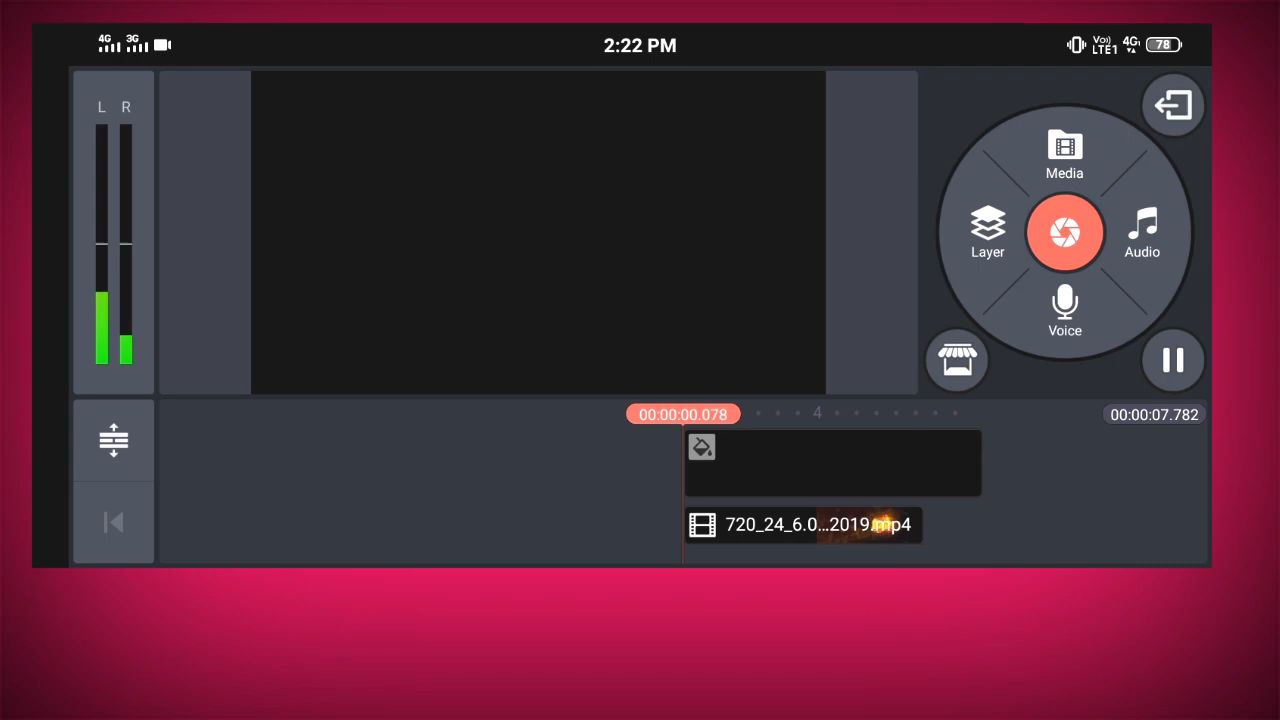 4G 3G
2:22 PM
Vo)) LTE1 4G 78
L R
Media
Layer
Audio
Voice
00:00:00.078
4
00:00:07.782
720_24_6.0...2019.mp4